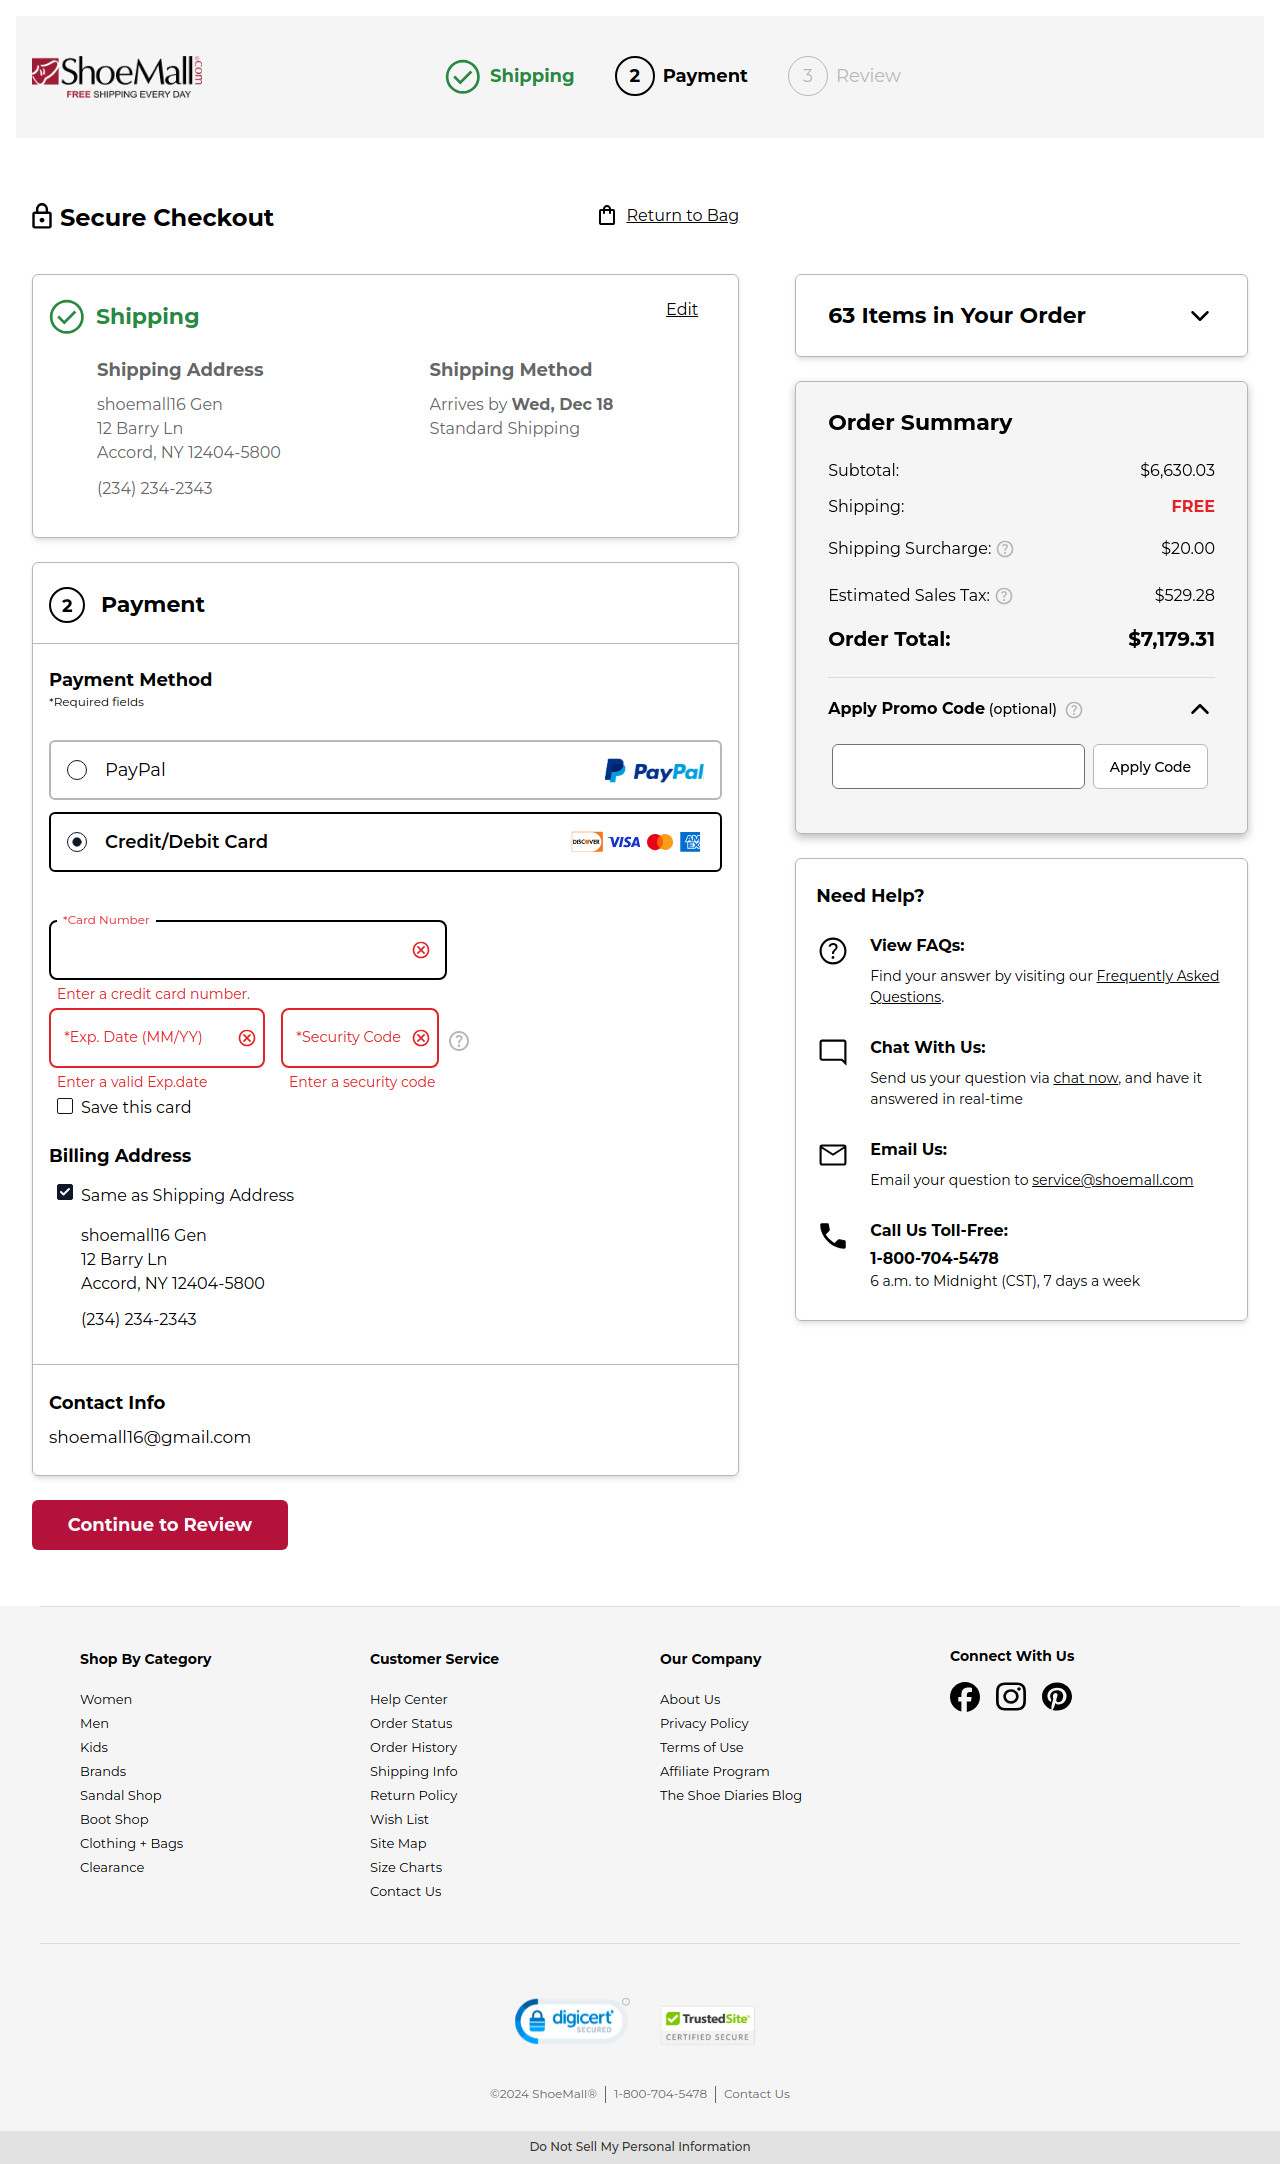 ShoeMall.com
FREE SHIPPING EVERY DAY
Shipping
2 Payment
3 Review
Secure Checkout
Return to Bag
Shipping
Edit
Shipping Address
shoemall16 Gen
12 Barry Ln
Accord, NY 12404-5800
(234) 234-2343
Shipping Method
Arrives by Wed, Dec 18
Standard Shipping
2 Payment
Payment Method
*Required fields
PayPal
PayPal
Credit/Debit Card
DISCOVER VISA AM EX
*Card Number
Enter a credit card number.
*Exp. Date (MM/YY)
*Security Code
?
Enter a valid Exp.date
Enter a security code
Save this card
Billing Address
Same as Shipping Address
shoemall16 Gen
12 Barry Ln
Accord, NY 12404-5800
(234) 234-2343
Contact Info
shoemall16@gmail.com
Continue to Review
63 Items in Your Order
Order Summary
Subtotal: $6,630.03
Shipping: FREE
Shipping Surcharge: ? $20.00
Estimated Sales Tax: ? $529.28
Order Total: $7,179.31
Apply Promo Code (optional) ?
Apply Code
Need Help?
? View FAQs:
Find your answer by visiting our Frequently Asked
Questions.
Chat With Us:
Send us your question via chat now, and have it
answered in real-time
Email Us:
Email your question to service@shoemall.com
Call Us Toll-Free:
1-800-704-5478
6 a.m. to Midnight (CST), 7 days a week
Shop By Category
Women
Men
Kids
Brands
Sandal Shop
Boot Shop
Clothing + Bags
Clearance
Customer Service
Help Center
Order Status
Order History
Shipping Info
Return Policy
Wish List
Site Map
Size Charts
Contact Us
Our Company
About Us
Privacy Policy
Terms of Use
Affiliate Program
The Shoe Diaries Blog
Connect With Us
digicert
SECURED
TrustedSite
CERTIFIED SECURE
©2024 ShoeMall®
1-800-704-5478
Contact Us
Do Not Sell My Personal Information